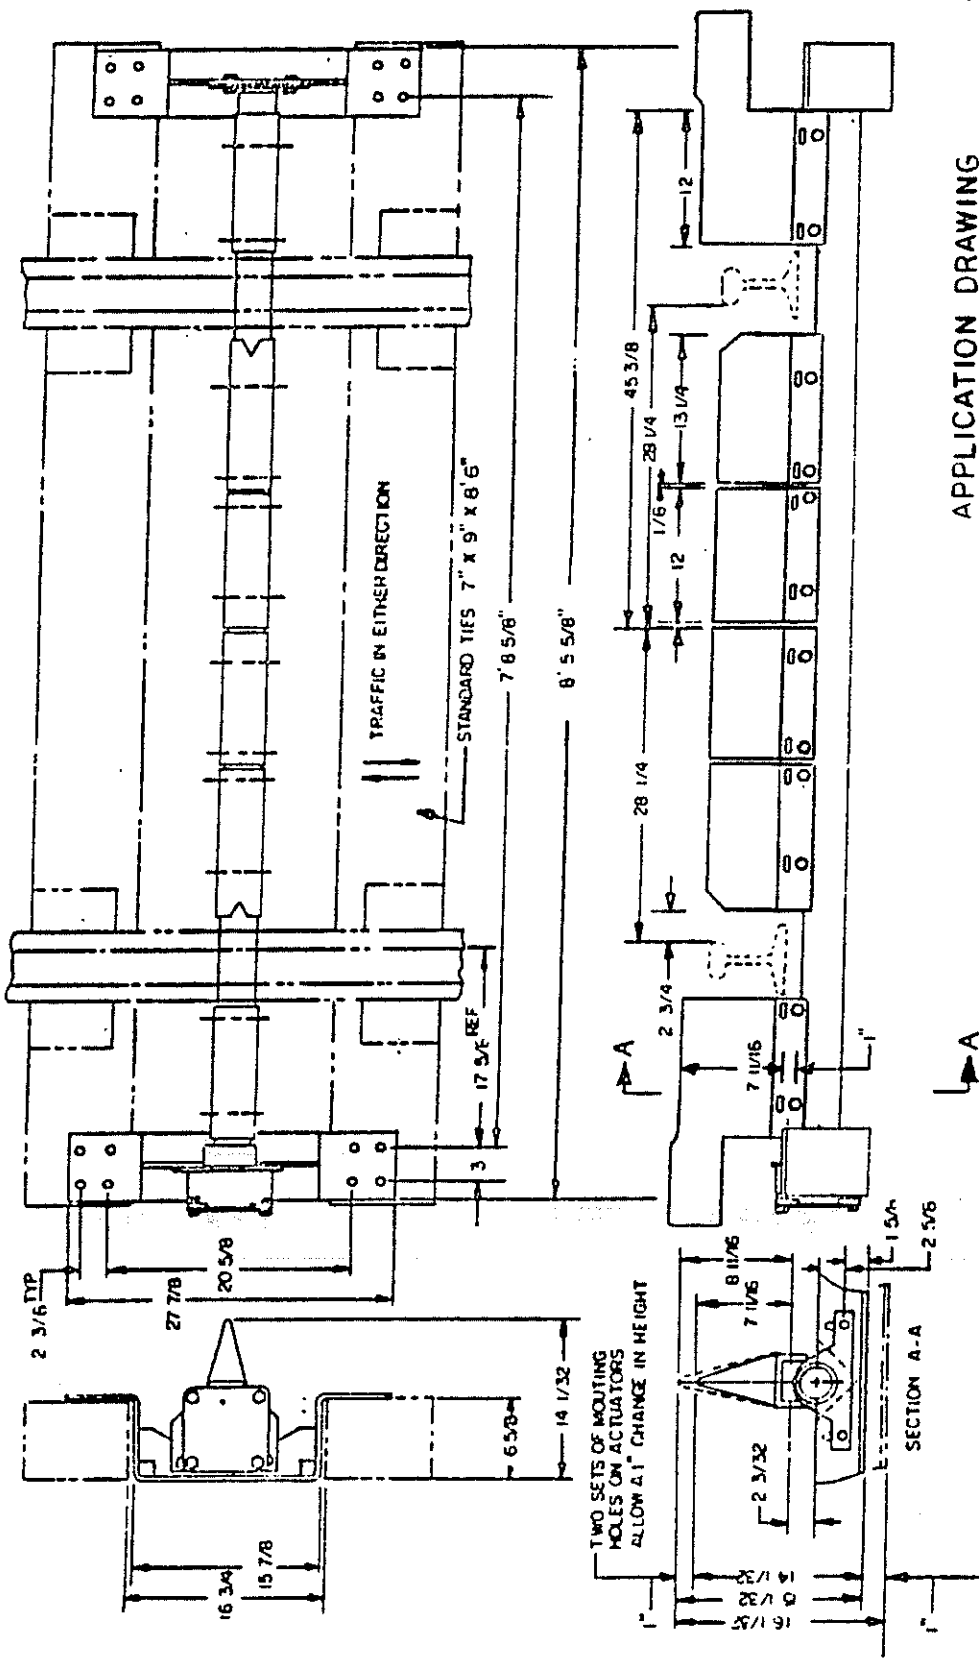 TRAFFIC IN EITHER DIRECTION
STANDARD TIES 7" X 9" X 8'6"
7' 8 5/8"
8' 5 5/8"
17 5/8 REF
3
2 3/6 TYP
20 5/8
27 7/8
16 3/4
15 7/8
6 5/8
14 1/32
45 3/8
28 1/4
13 1/4
12
1/6
12
28 1/4
2 3/4
7 11/16
1"
A
A
TWO SETS OF MOUTING
HOLES ON ACTUATORS
ALLOW A 1" CHANGE IN HEIGHT
8 11/16
7 11/16
2 5/6
2 3/32
1"
14 1/32
16 1/32
1"
SECTION A-A
APPLICATION DRAWING